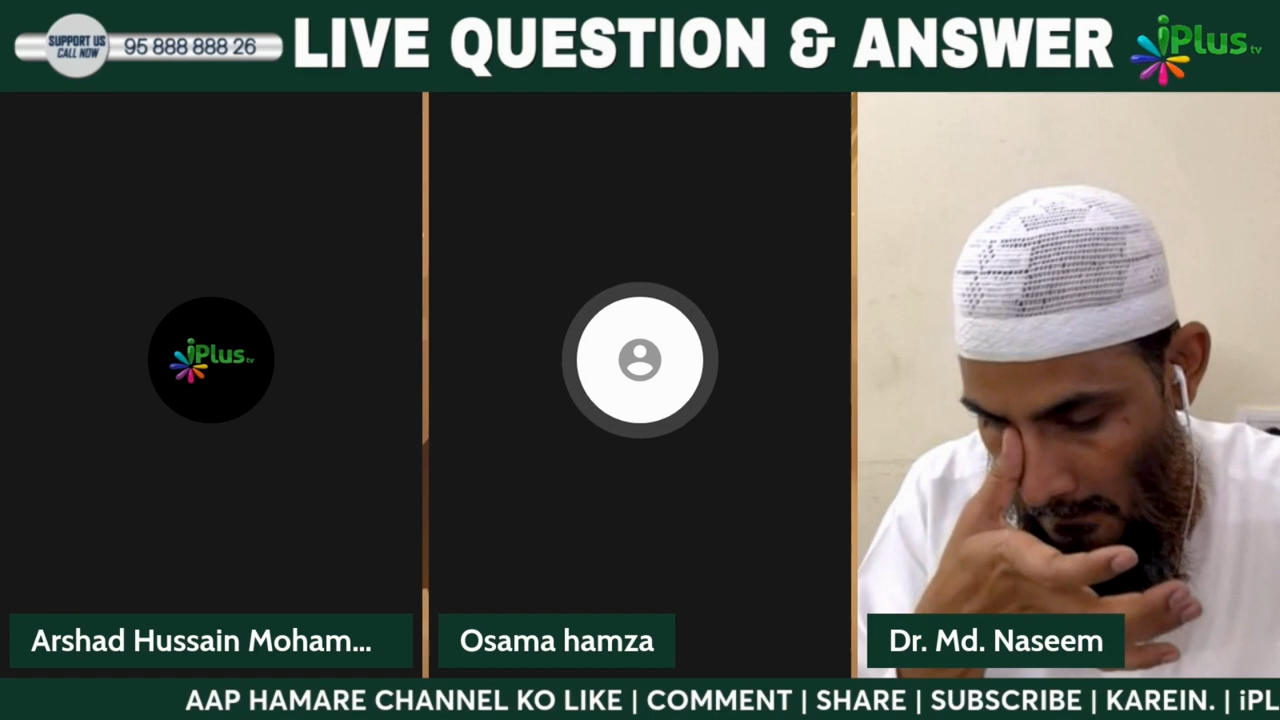 SUPPORT US
CALL NOW
95 888 888 26
LIVE QUESTION & ANSWER
iPlus tv
iPlus tv
Arshad Hussain Moham...
Osama hamza
Dr. Md. Naseem
AAP HAMARE CHANNEL KO LIKE | COMMENT | SHARE | SUBSCRIBE | KAREIN. | iPL